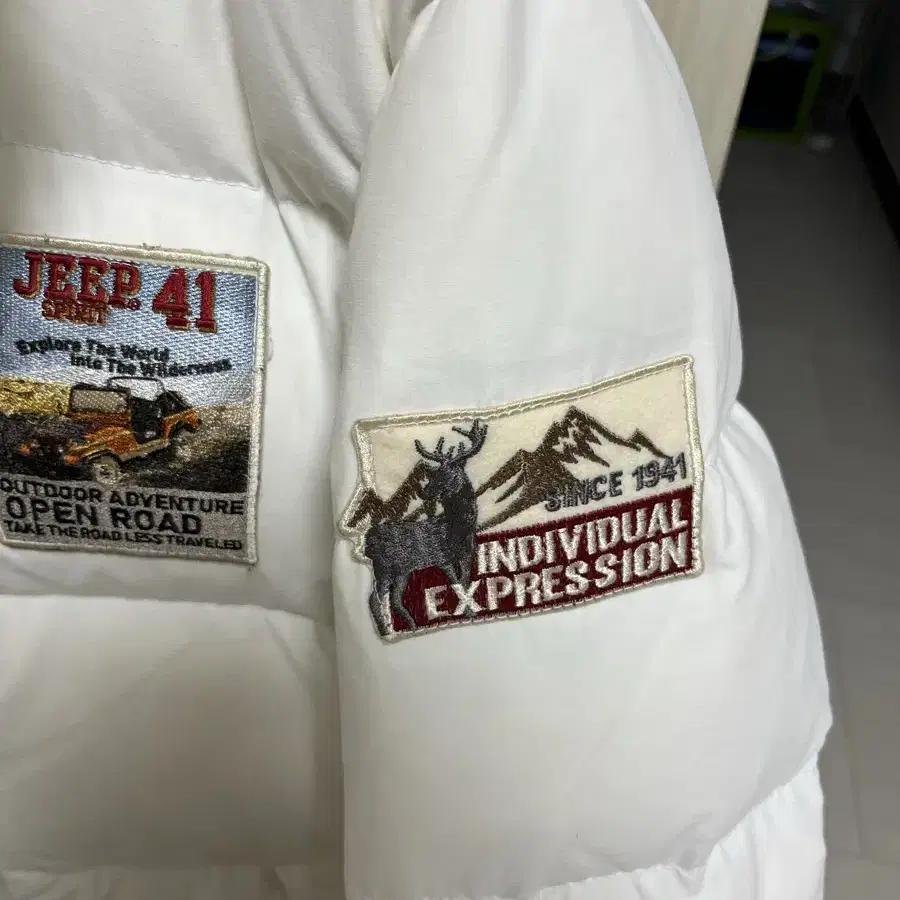 JEEP® 41
SPIRIT
Explore The World
Into The Wilderness
OUTDOOR ADVENTURE
OPEN ROAD
TAKE THE ROAD LESS TRAVELED
SINCE 1941
INDIVIDUAL
EXPRESSION